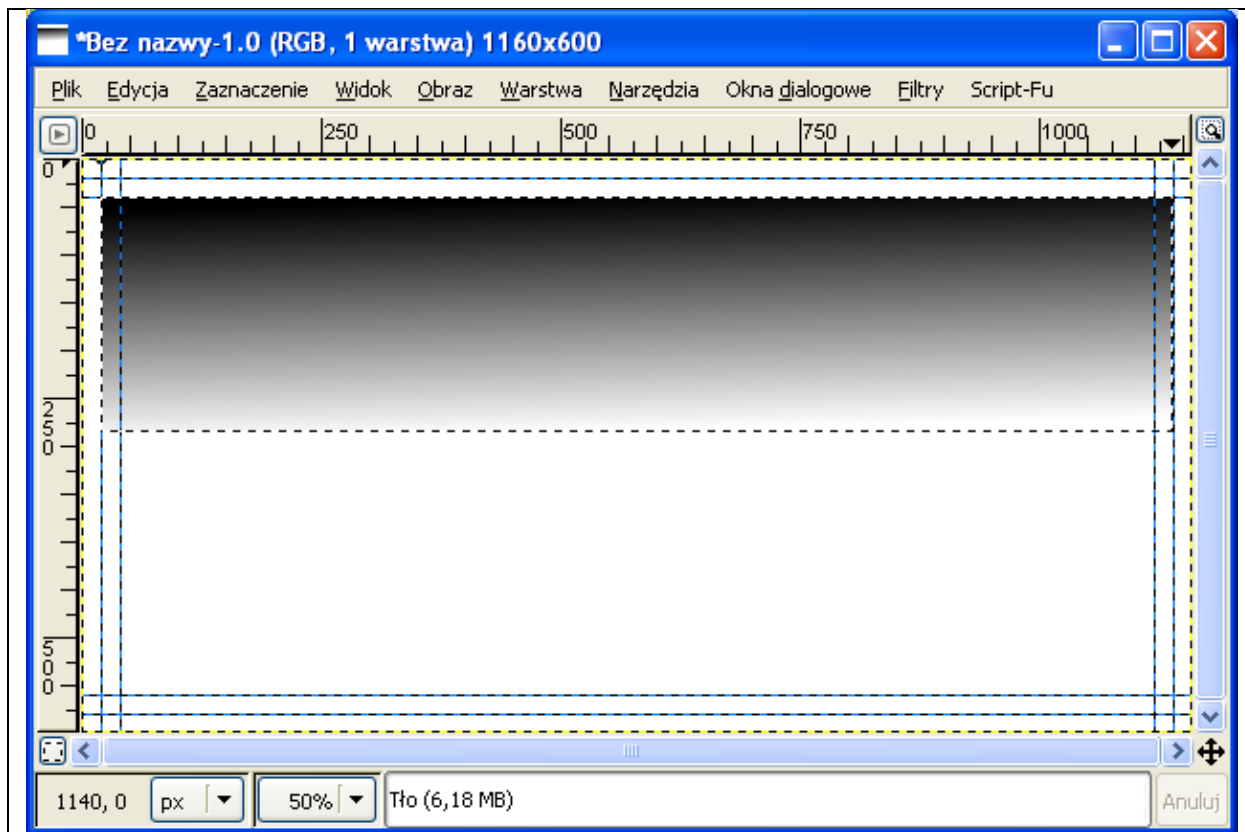 *Bez nazwy-1.0 (RGB, 1 warstwa) 1160x600
Plik Edycja Zaznaczenie Widok Obraz Warstwa Narzędzia Okna dialogowe Filtry Script-Fu
0 250 500 750 1000
0
250
500
1140, 0 px 50% Tło (6,18 MB) Anuluj